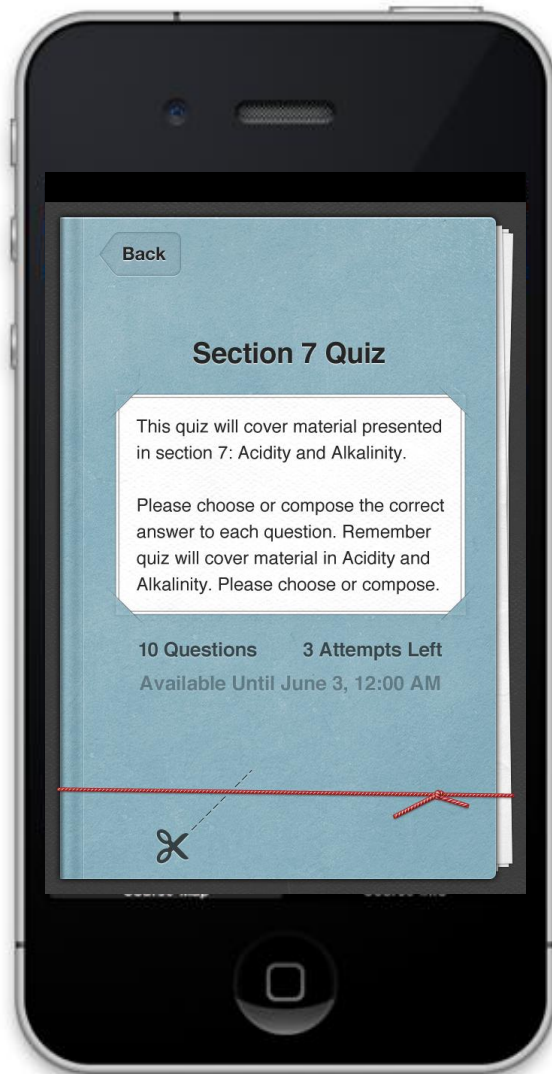 Back
Section 7 Quiz
This quiz will cover material presented
in section 7: Acidity and Alkalinity.
Please choose or compose the correct
answer to each question. Remember
quiz will cover material in Acidity and
Alkalinity. Please choose or compose.
10 Questions 3 Attempts Left
Available Until June 3, 12:00 AM